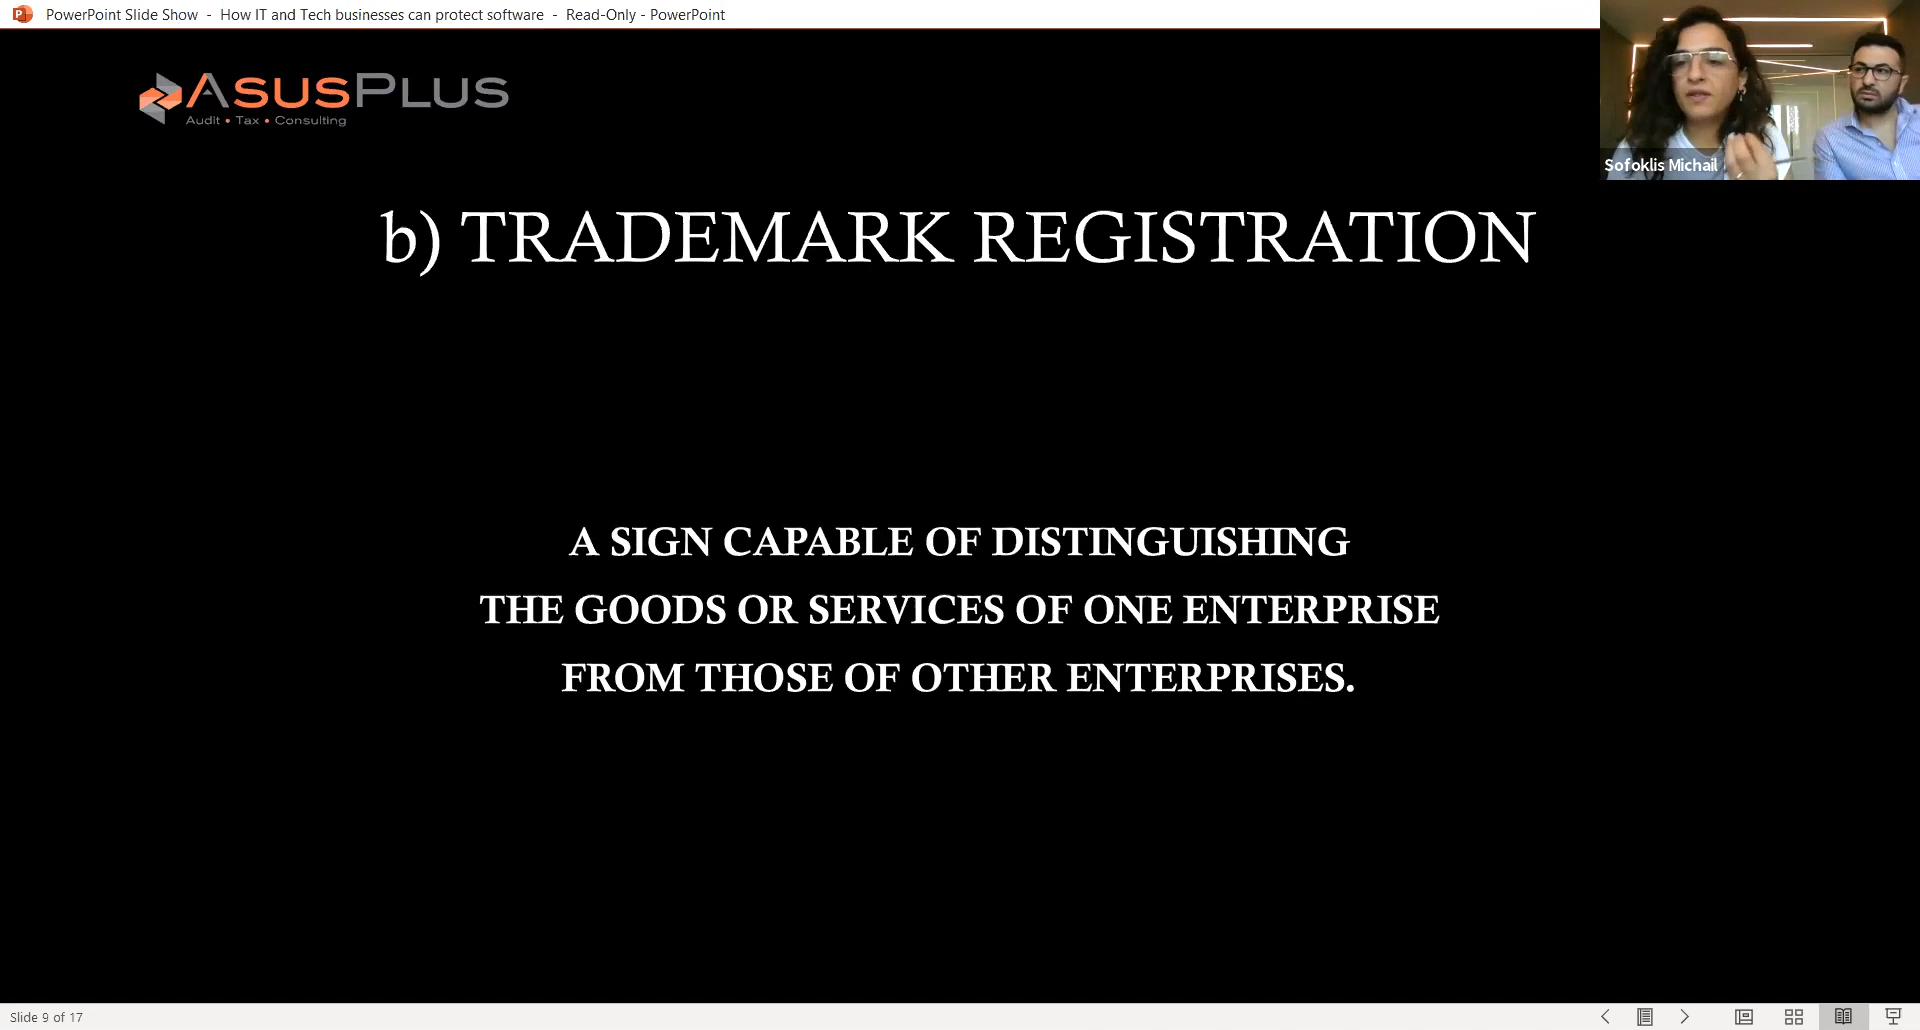 PowerPoint Slide Show - How IT and Tech businesses can protect software - Read-Only - PowerPoint
ASUSPLUS
Audit • Tax • Consulting
Sofoklis Michail
b) TRADEMARK REGISTRATION
A SIGN CAPABLE OF DISTINGUISHING
THE GOODS OR SERVICES OF ONE ENTERPRISE
FROM THOSE OF OTHER ENTERPRISES.
Slide 9 of 17